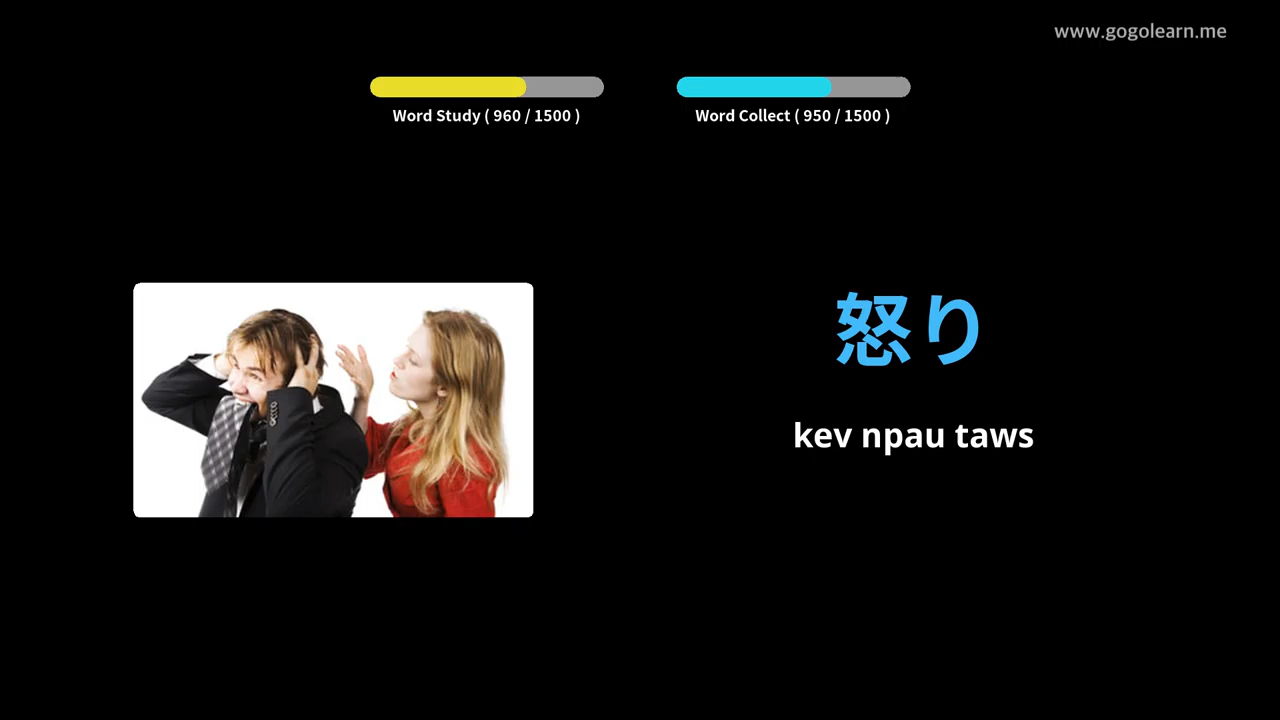 www.gogolearn.me
Word Study ( 960 / 1500 )
Word Collect ( 950 / 1500 )
怒り
kev npau taws